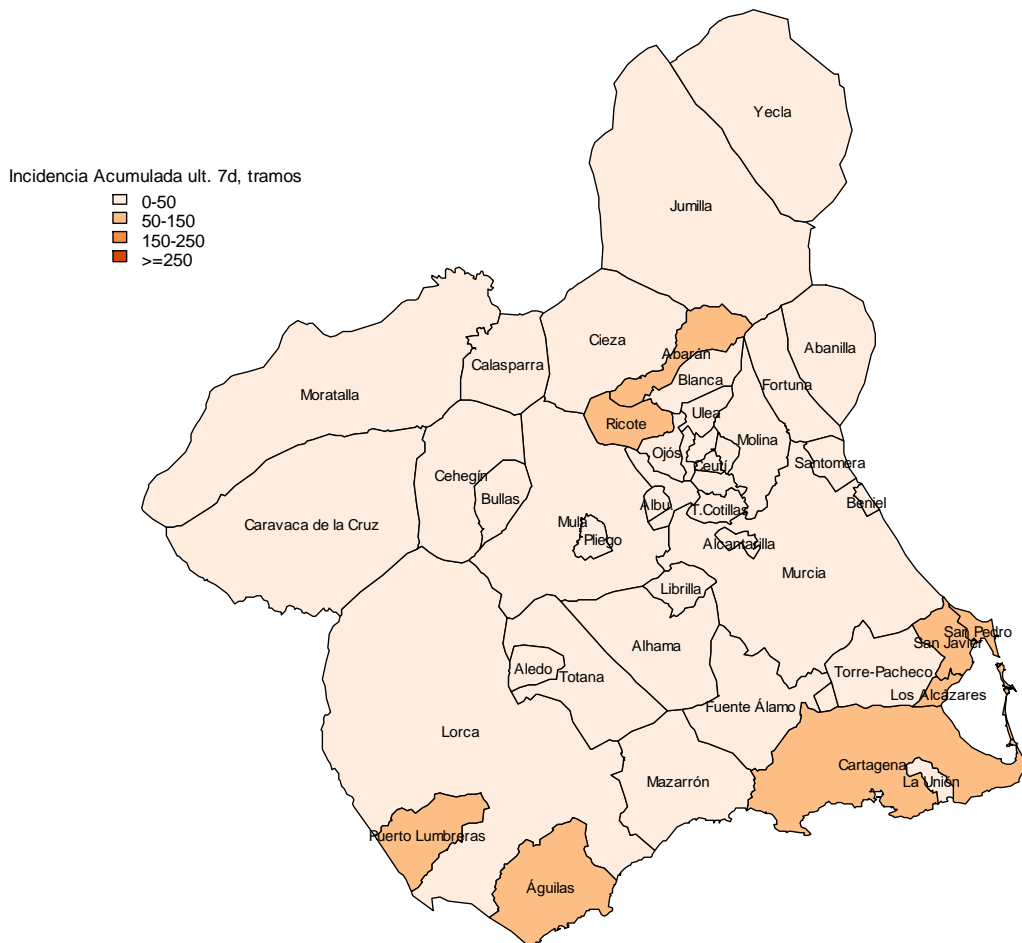 Yecla
Incidencia Acumulada ult. 7d, tramos
0-50
50-150
150-250
>=250
Jumilla
Cieza
Abanilla
Abarán
Calasparra
Blanca
Fortuna
Moratalla
Ulea
Ricote
Molina
Ojós
Santomera
Ceutí
Cehegín
Bullas
Albu.
Beniel
T.Cotillas
Caravaca de la Cruz
Mula
Pliego
Alcantarilla
Murcia
Librilla
San Pedro
San Javier
Alhama
Aledo
Totana
Torre-Pacheco
Los Alcázares
Fuente Álamo
Lorca
Cartagena
Mazarrón
La Unión
Puerto Lumbreras
Águilas